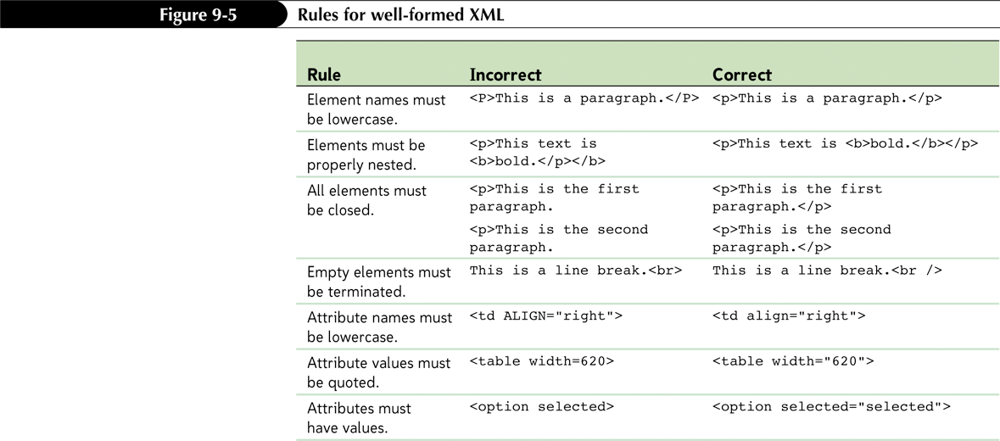 Figure 9-5 Rules for well-formed XML
Rule Incorrect Correct
Element names must be lowercase. <P>This is a paragraph.</P> <p>This is a paragraph.</p>
Elements must be properly nested. <p>This text is <b>bold.</p></b> <p>This text is <b>bold.</b></p>
All elements must be closed. <p>This is the first paragraph. <p>This is the first paragraph.</p>
<p>This is the second paragraph. <p>This is the second paragraph.</p>
Empty elements must be terminated. This is a line break.<br> This is a line break.<br />
Attribute names must be lowercase. <td ALIGN="right"> <td align="right">
Attribute values must be quoted. <table width=620> <table width="620">
Attributes must have values. <option selected> <option selected="selected">